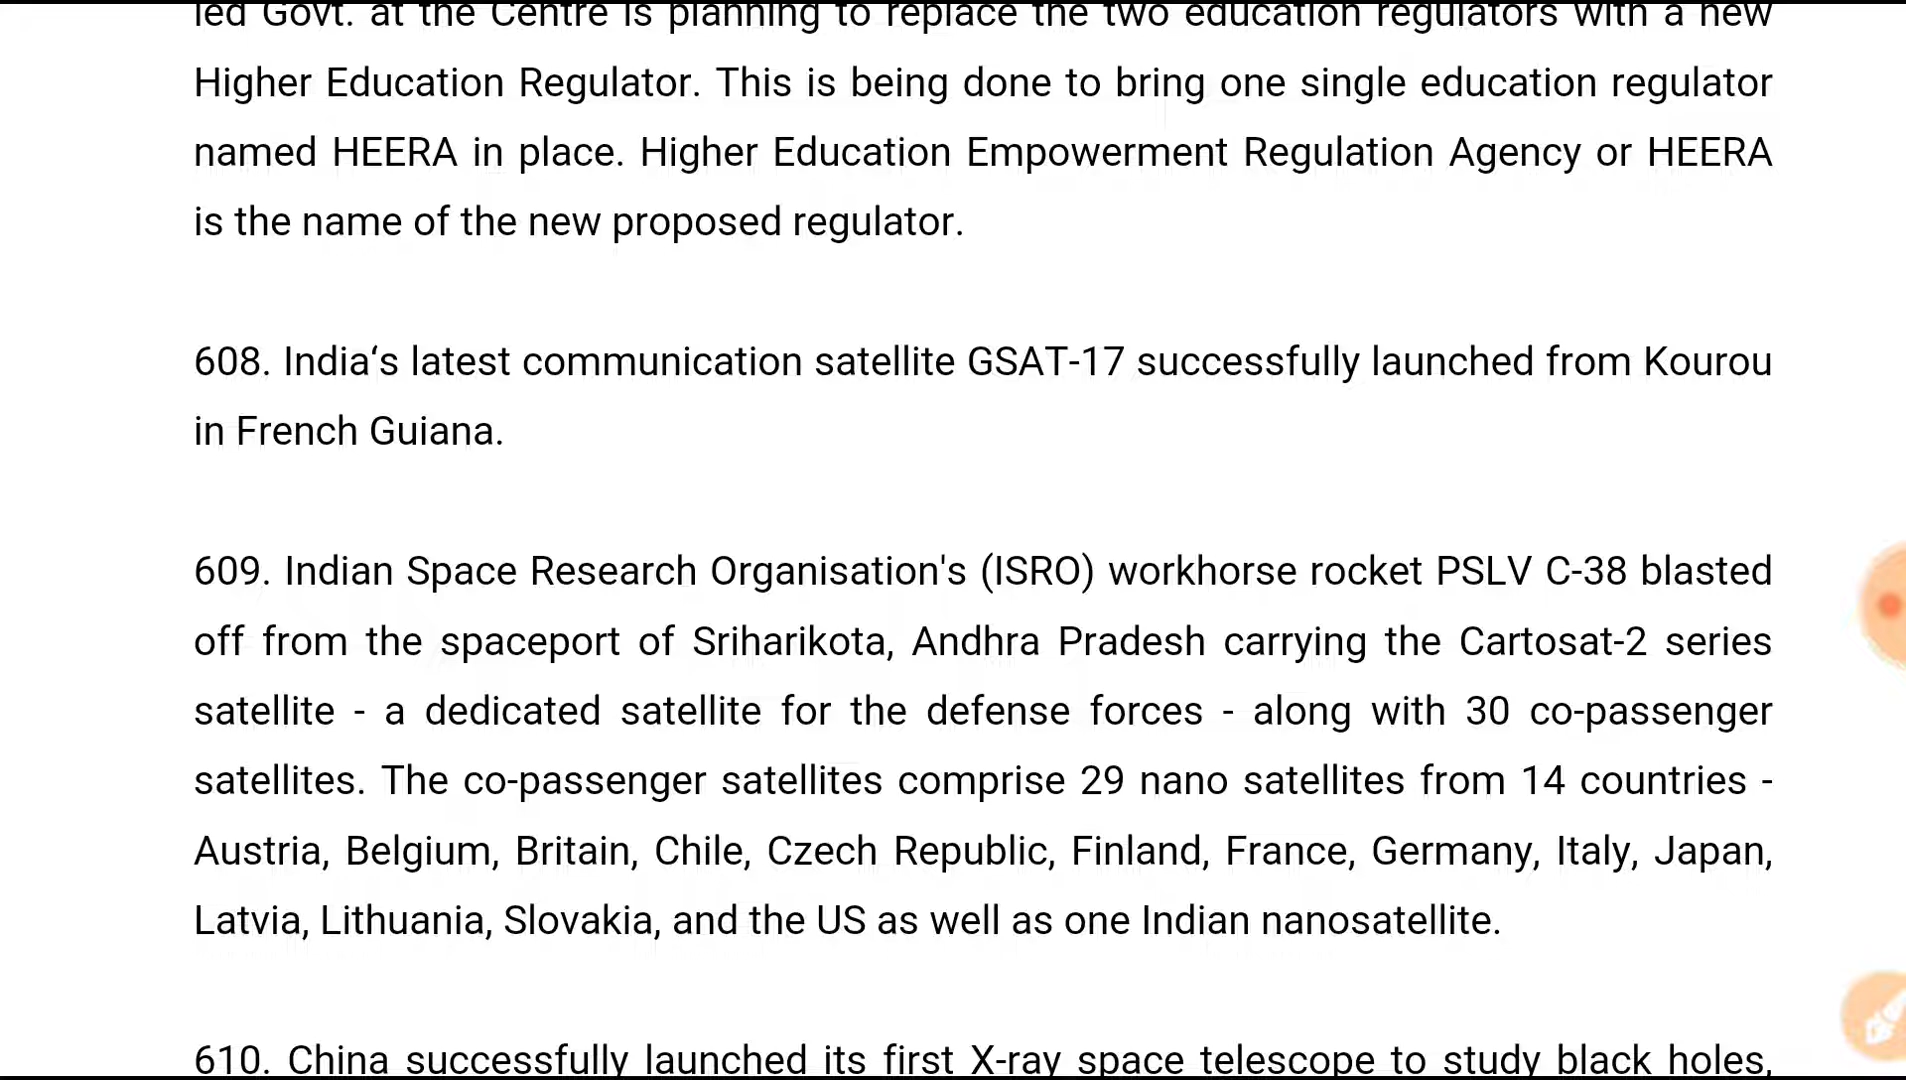 led Govt. at the Centre is planning to replace the two education regulators with a new
Higher Education Regulator. This is being done to bring one single education regulator
named HEERA in place. Higher Education Empowerment Regulation Agency or HEERA
is the name of the new proposed regulator.
608. India‘s latest communication satellite GSAT-17 successfully launched from Kourou
in French Guiana.
609. Indian Space Research Organisation's (ISRO) workhorse rocket PSLV C-38 blasted
off from the spaceport of Sriharikota, Andhra Pradesh carrying the Cartosat-2 series
satellite - a dedicated satellite for the defense forces - along with 30 co-passenger
satellites. The co-passenger satellites comprise 29 nano satellites from 14 countries -
Austria, Belgium, Britain, Chile, Czech Republic, Finland, France, Germany, Italy, Japan,
Latvia, Lithuania, Slovakia, and the US as well as one Indian nanosatellite.
610. China successfully launched its first X-ray space telescope to study black holes,